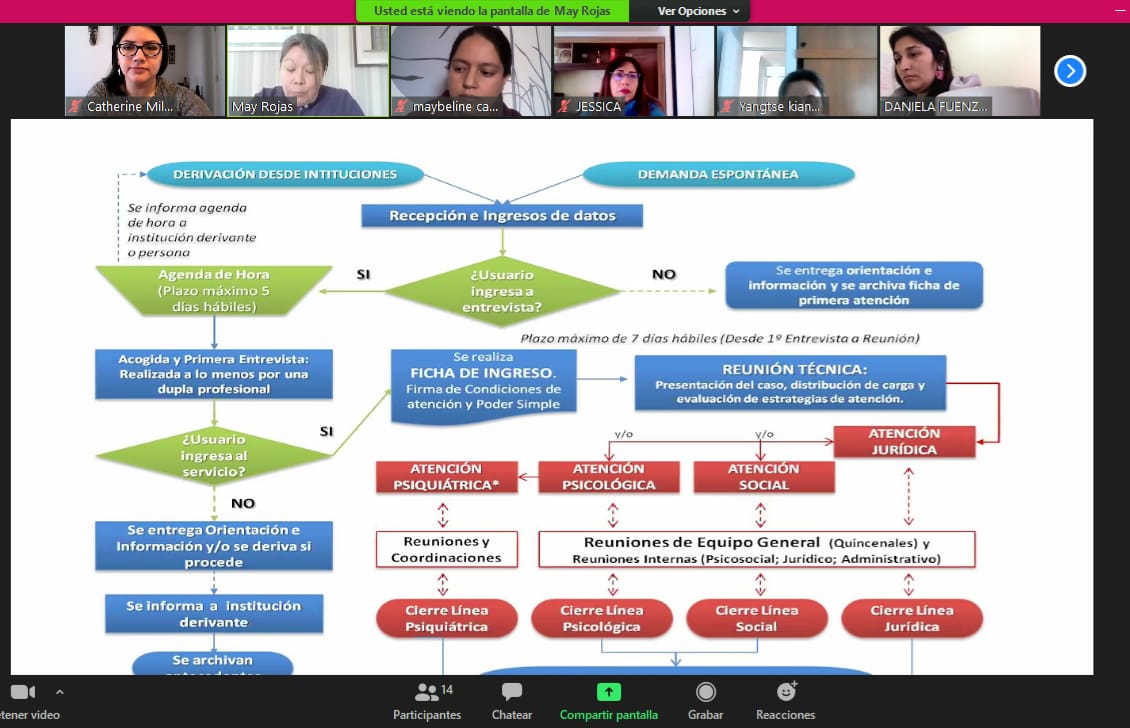 Usted está viendo la pantalla de May Rojas
Ver Opciones
Catherine Mil...
May Rojas
maybeline ca...
JESSICA
Yangtse kian...
DANIELA FUENZ...
DERIVACIÓN DESDE INTITUCIONES
DEMANDA ESPONTÁNEA
Se informa agenda
de hora a
institución derivante
o persona
Recepción e Ingresos de datos
Agenda de Hora
(Plazo máximo 5
días hábiles)
SI
¿Usuario
ingresa a
entrevista?
NO
Se entrega orientación e
información y se archiva ficha de
primera atención
Plazo máximo de 7 días hábiles (Desde 1º Entrevista a Reunión)
Acogida y Primera Entrevista:
Realizada a lo menos por una
dupla profesional
Se realiza
FICHA DE INGRESO.
Firma de Condiciones de
atención y Poder Simple
REUNIÓN TÉCNICA:
Presentación del caso, distribución de carga y
evaluación de estrategias de atención.
SI
¿Usuario
ingresa al
servicio?
y/o
y/o
ATENCIÓN
JURÍDICA
ATENCIÓN
PSIQUIÁTRICA*
ATENCIÓN
PSICOLÓGICA
ATENCIÓN
SOCIAL
NO
Se entrega Orientación e
Información y/o se deriva si
procede
Reuniones y
Coordinaciones
Reuniones de Equipo General (Quincenales) y
Reuniones Internas (Psicosocial; Jurídico; Administrativo)
Se informa a institución
derivante
Cierre Línea
Psiquiátrica
Cierre Línea
Psicológica
Cierre Línea
Social
Cierre Línea
Jurídica
Se archivan
etener video
14
Participantes
Chatear
Compartir pantalla
Grabar
Reacciones